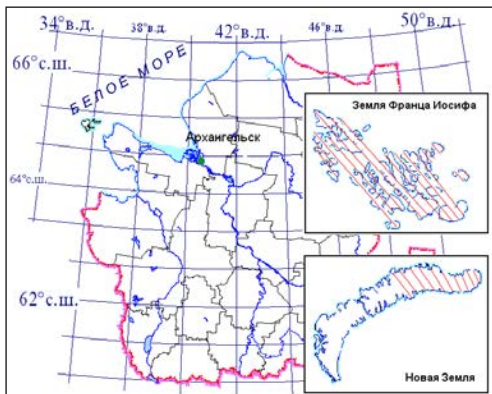 34°в.д.
38°в.д.
42°в.д.
46°в.д.
50°в.д.
66°с.ш.
БЕЛОЕ МОРЕ
Земля Франца Иосифа
Архангельск
64°с.ш.
62°с.ш.
Новая Земля